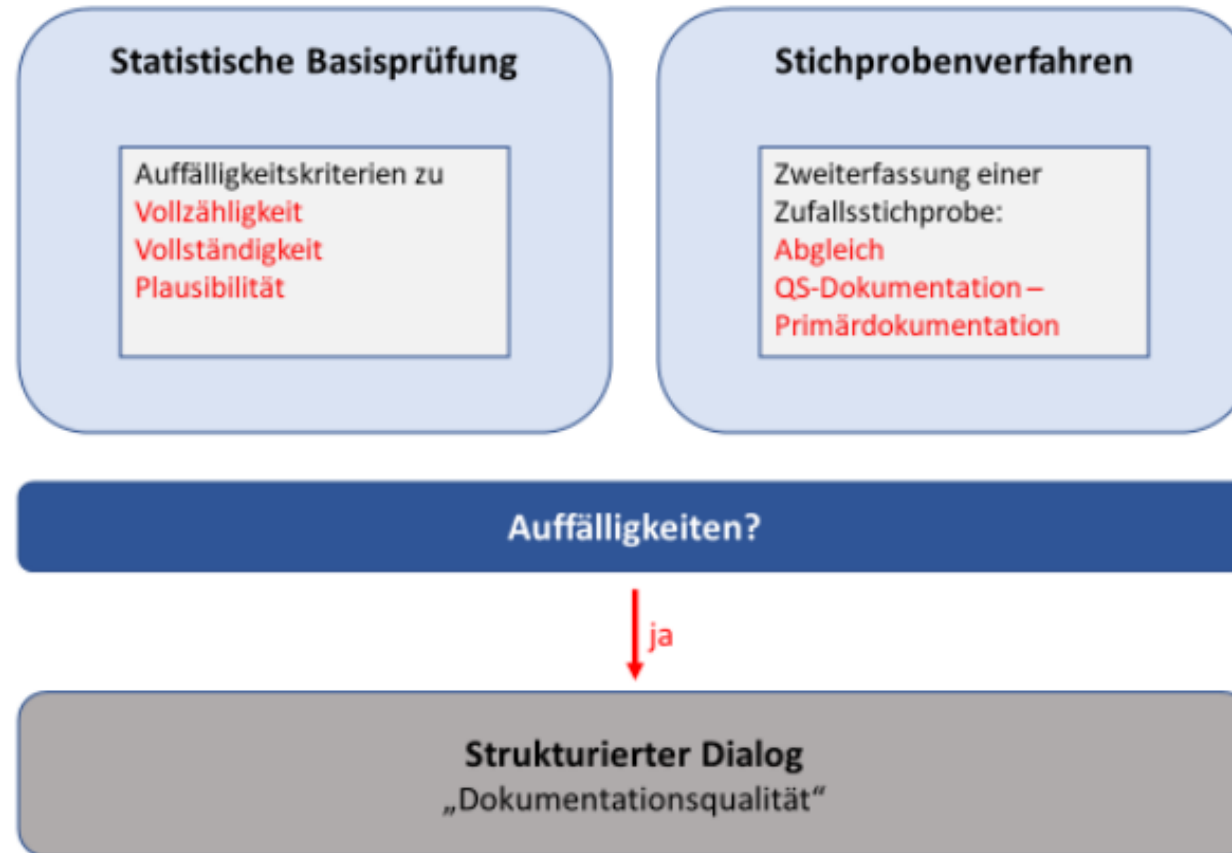 Statistische Basisprüfung
Auffälligkeitskriterien zu
Vollzähligkeit
Vollständigkeit
Plausibilität
Stichprobenverfahren
Zweiterfassung einer
Zufallsstichprobe:
Abgleich
QS-Dokumentation –
Primärdokumentation
Auffälligkeiten?
ja
Strukturierter Dialog
„Dokumentationsqualität“